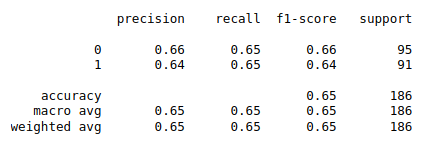 precision recall f1-score support
0 0.66 0.65 0.66 95
1 0.64 0.65 0.64 91
accuracy 0.65 186
macro avg 0.65 0.65 0.65 186
weighted avg 0.65 0.65 0.65 186